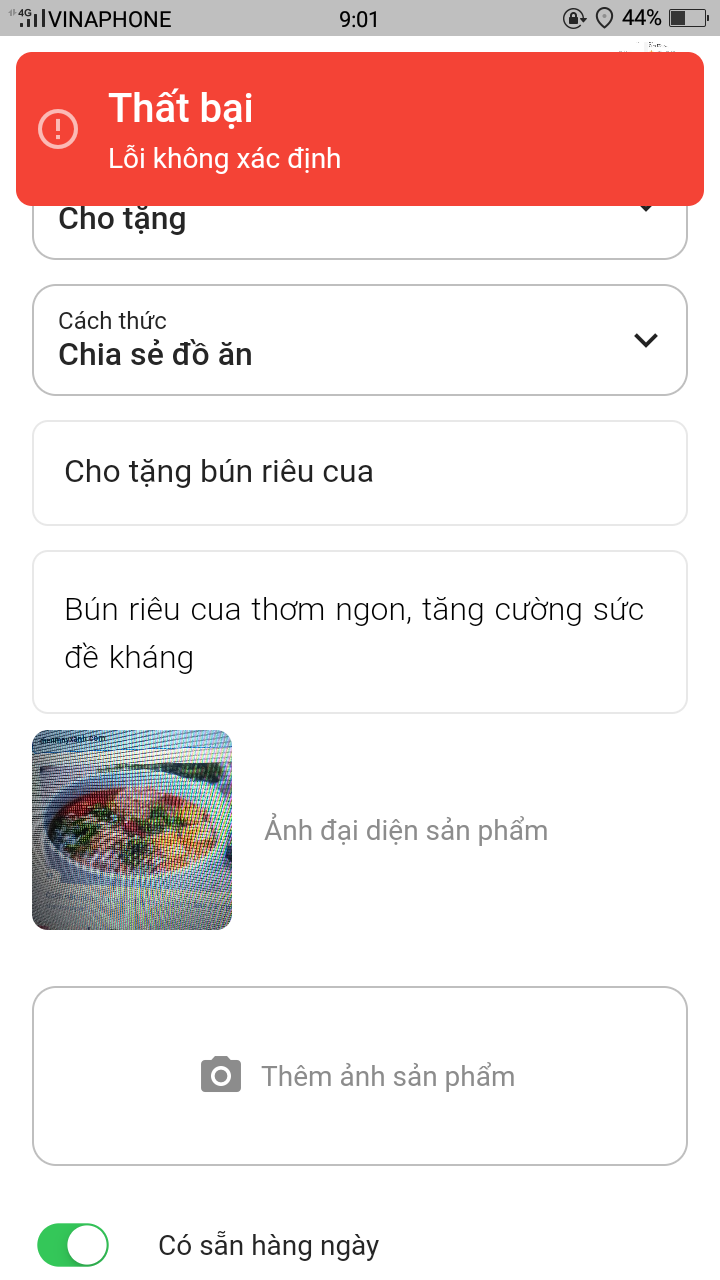 4G VINAPHONE 9:01 44%
Thất bại
Lỗi không xác định
Cho tặng
Cách thức
Chia sẻ đồ ăn
Cho tặng bún riêu cua
Bún riêu cua thơm ngon, tăng cường sức
đề kháng
Ảnh đại diện sản phẩm
Thêm ảnh sản phẩm
Có sẵn hàng ngày